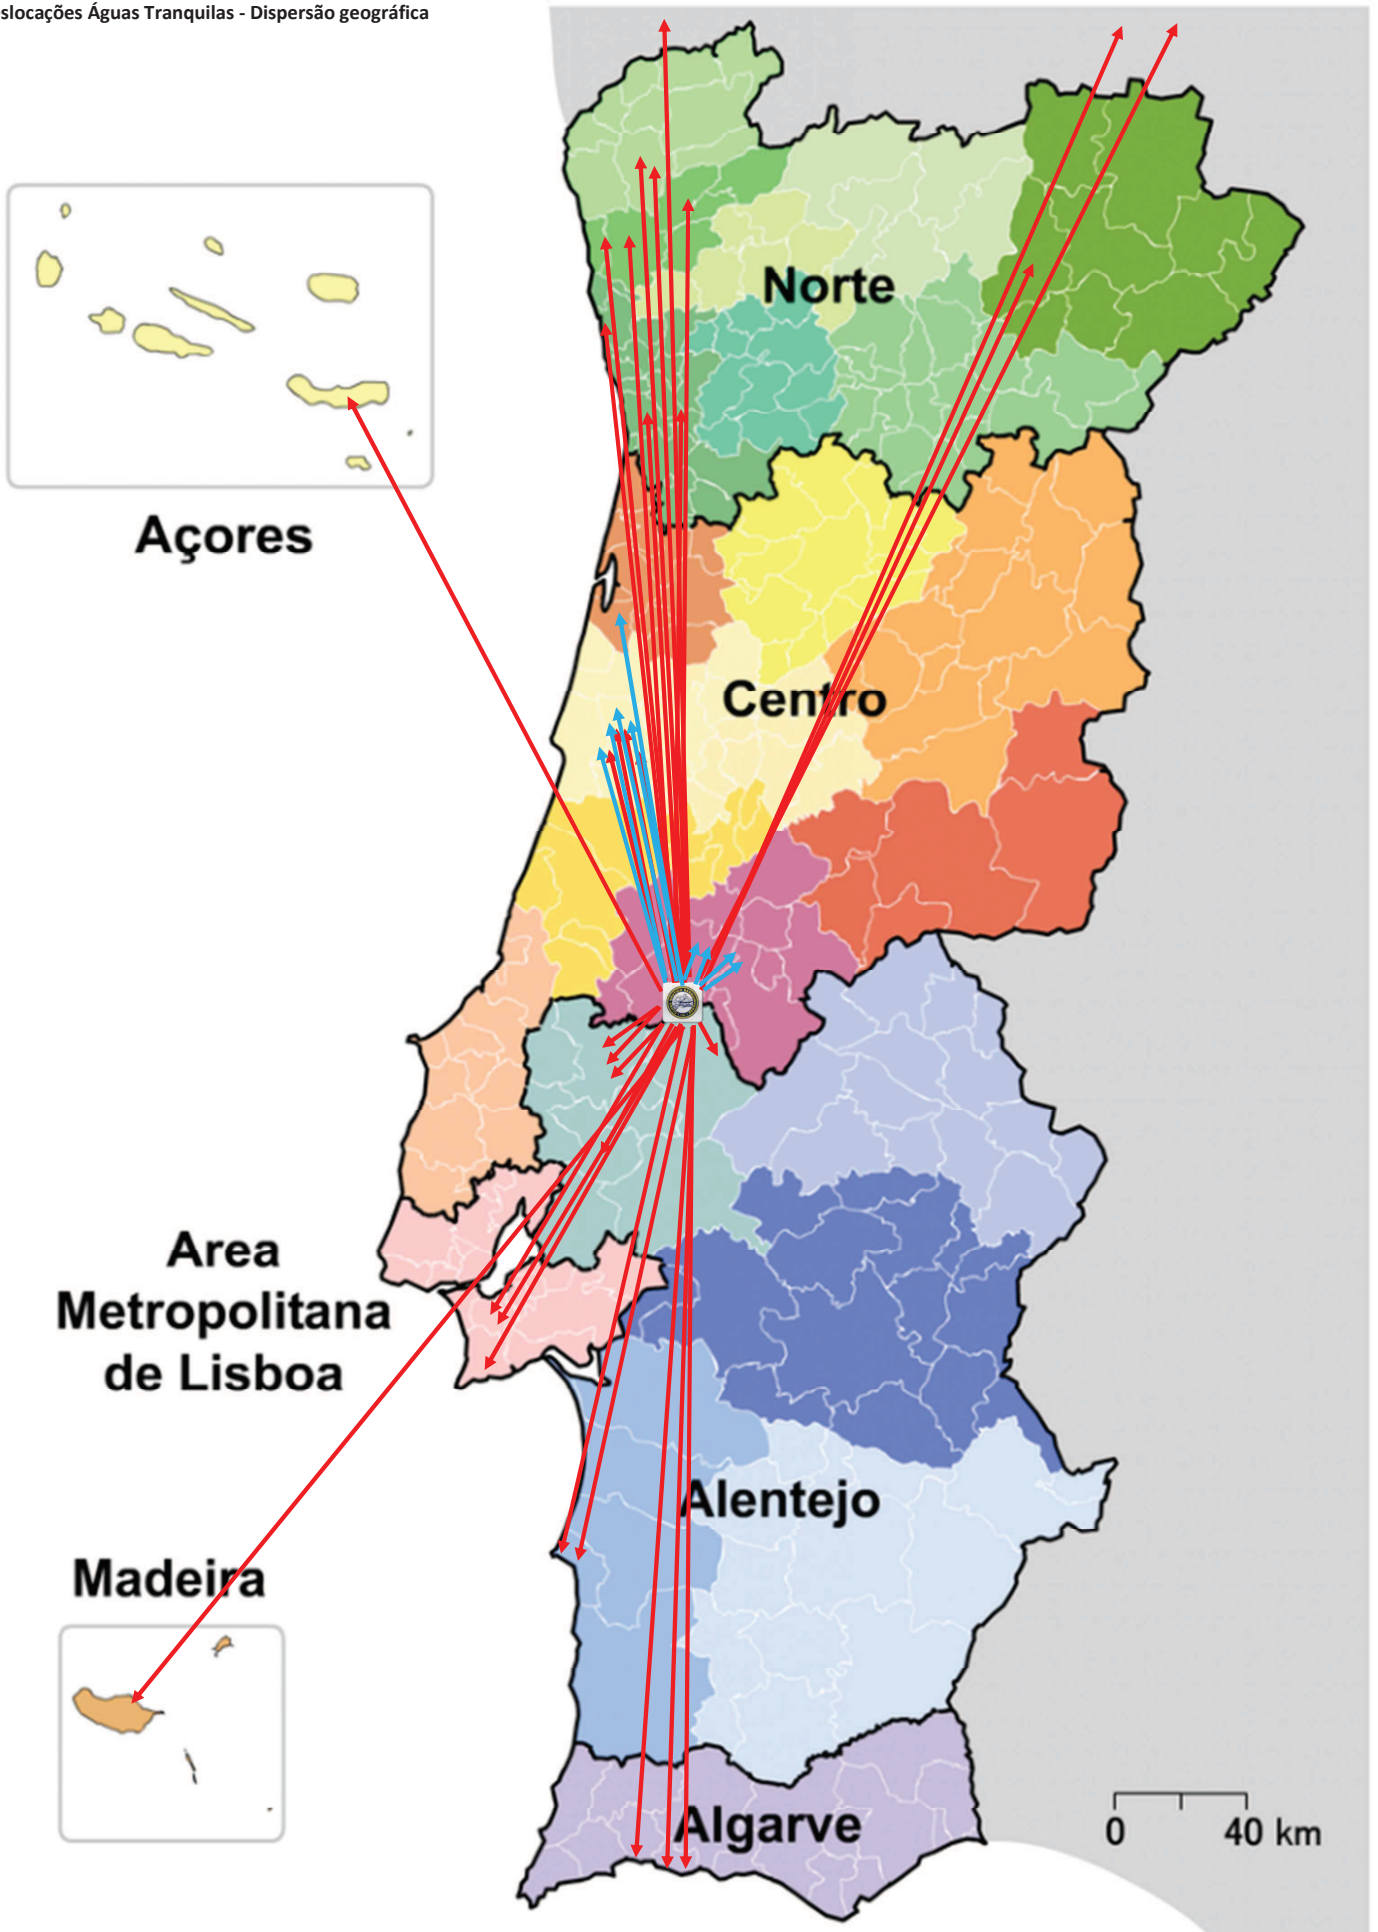 slocações Águas Tranquilas - Dispersão geográfica
Norte
Açores
Centro
Area
Metropolitana
de Lisboa
Alentejo
Madeira
Algarve
0 40 km